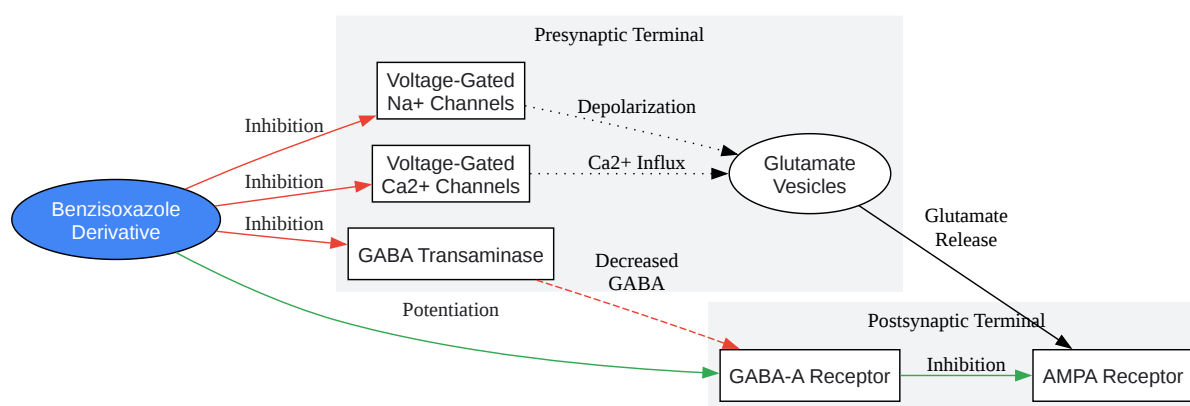 Presynaptic Terminal
Voltage-Gated
Na+ Channels
Depolarization
Inhibition
Voltage-Gated
Ca2+ Channels
Ca2+ Influx
Glutamate
Vesicles
Inhibition
Benzisoxazole
Derivative
Inhibition
GABA Transaminase
Glutamate
Release
Decreased
GABA
Potentiation
Postsynaptic Terminal
GABA-A Receptor
Inhibition
AMPA Receptor